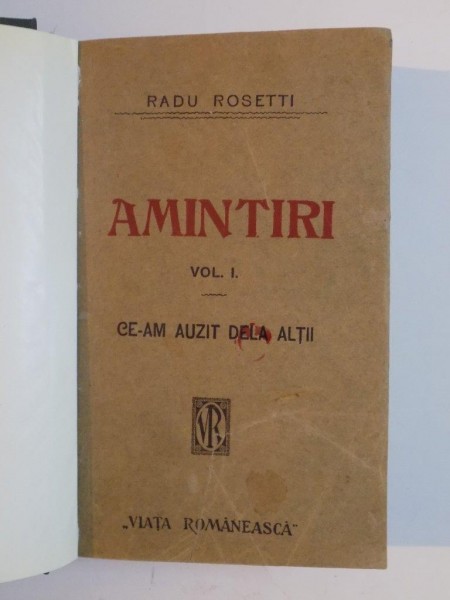 RADU ROSETTI
AMINTIRI
VOL. I.
CE-AM AUZIT DELA ALȚII
VR
„VIAȚA ROMÂNEASCĂ"